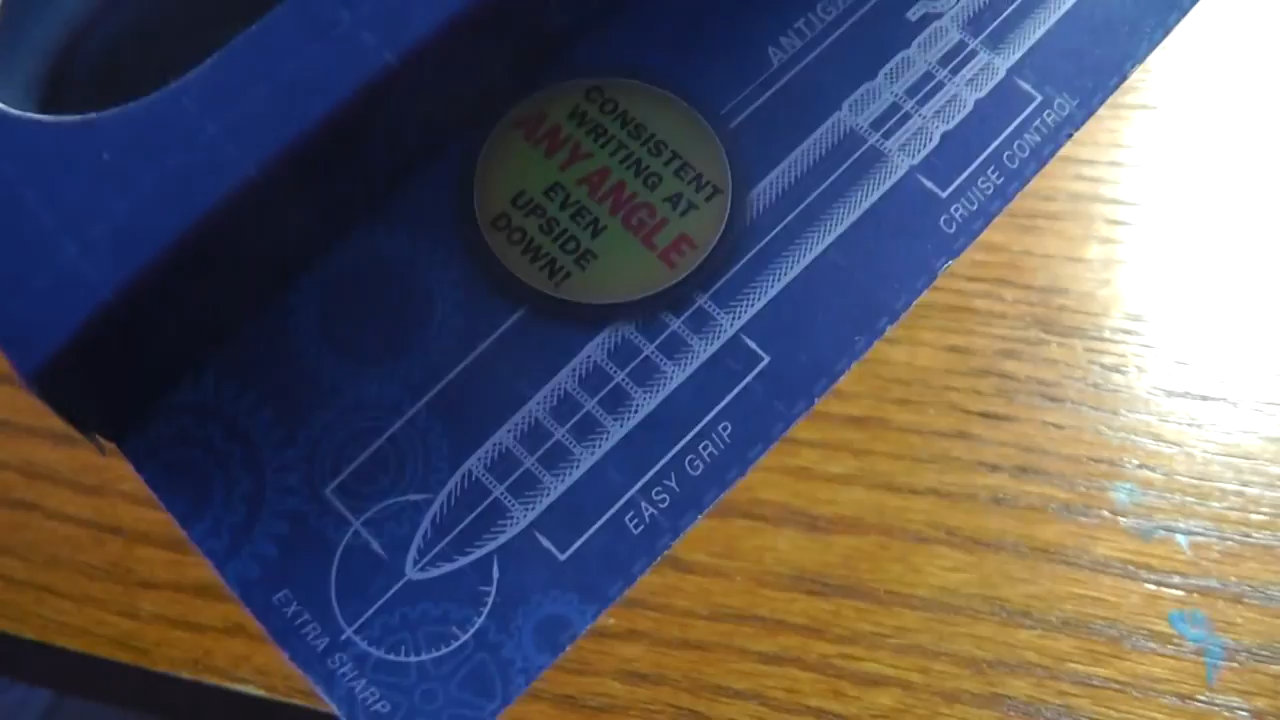 CONSISTENT
WRITING AT
ANY ANGLE
EVEN
UPSIDE
DOWN!
CRUISE CONTROL
EASY GRIP
EXTRA SHARP